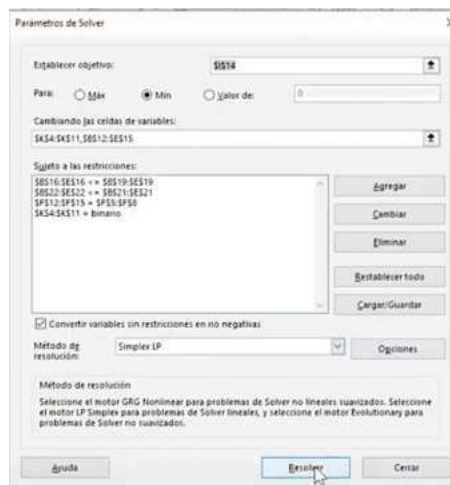 Parámetros de Solver
Establecer objetivo: $I$14
Para: Máx Mín Valor de: 0
Cambiando las celdas de variables:
$K$4:$K$11,$B$12:$E$15
Sujeto a las restricciones:
$B$16:$E$16 <= $B$19:$E$19
$B$22:$E$22 <= $B$21:$E$21
$F$12:$F$15 = $F$5:$F$8
$K$4:$K$11 = binario
Agregar
Cambiar
Eliminar
Restablecer todo
Cargar/Guardar
Convertir variables sin restricciones en no negativas
Método de resolución: Simplex LP Opciones
Método de resolución
Seleccione el motor GRG Nonlinear para problemas de Solver no lineales suavizados. Seleccione
el motor LP Simplex para problemas de Solver lineales, y seleccione el motor Evolutionary para
problemas de Solver no suavizados.
Ayuda Resolver Cerrar